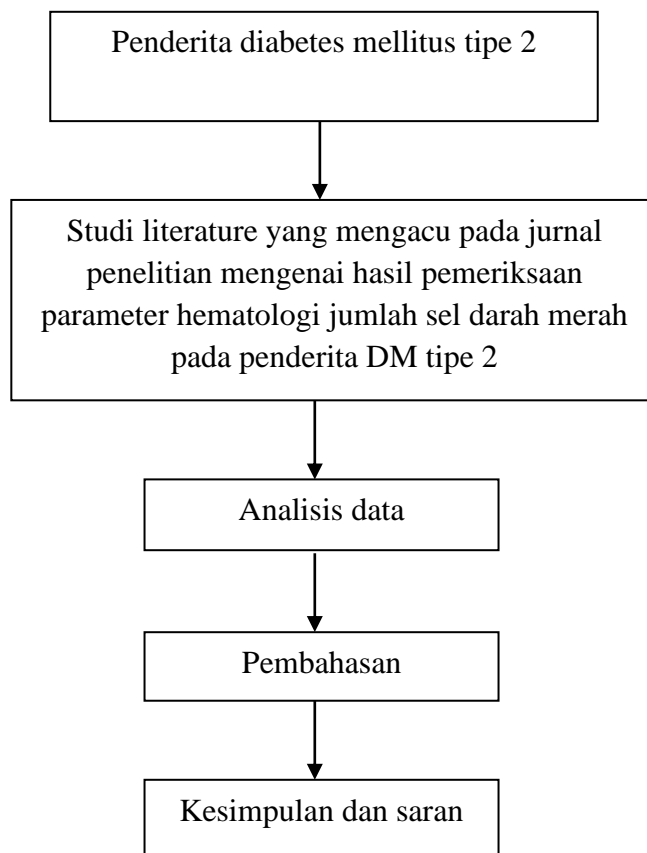 Penderita diabetes mellitus tipe 2
Studi literature yang mengacu pada jurnal
penelitian mengenai hasil pemeriksaan
parameter hematologi jumlah sel darah merah
pada penderita DM tipe 2
Analisis data
Pembahasan
Kesimpulan dan saran